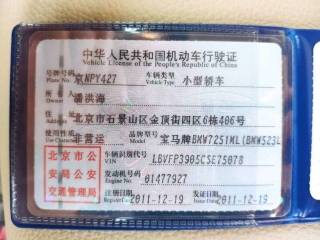 中华人民共和国机动车行驶证
Vehicle License of the People's Republic of China
号牌号码 京NPY427 车辆类型 小型轿车
Plate No. Vehicle Type
所有人 潘洪海
Owner
住址 北京市石景山区金顶街四区6栋406号
Address
使用性质 非营运 品牌型号 宝马牌BMW7251ML(BMW523L
Use Character Model
北京市公安局公安交通管理局
车辆识别代号 LBVFP3905CSE75078
VIN
发动机号码 01477927
Engine No.
注册日期 2011-12-19 发证日期 2011-12-19
Register Date Issue Date